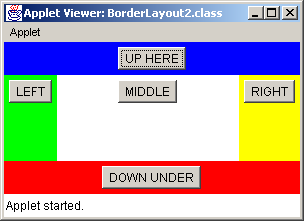 Applet Viewer: BorderLayout2.class
Applet
UP HERE
LEFT MIDDLE RIGHT
DOWN UNDER
Applet started.